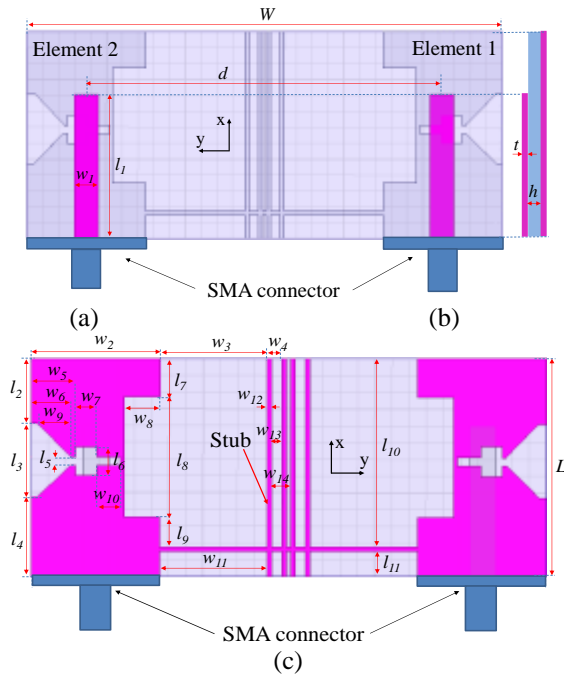 W
Element 2
Element 1
d
x
y
l1
w1
t
h
SMA connector
(a)
(b)
w2
w3
w4
l2
w5
w6
w7
w9
l7
w8
w12
w13
Stub
w14
x
y
l10
L
l3
l5
l6
l8
w10
l4
l9
w11
l11
SMA connector
(c)